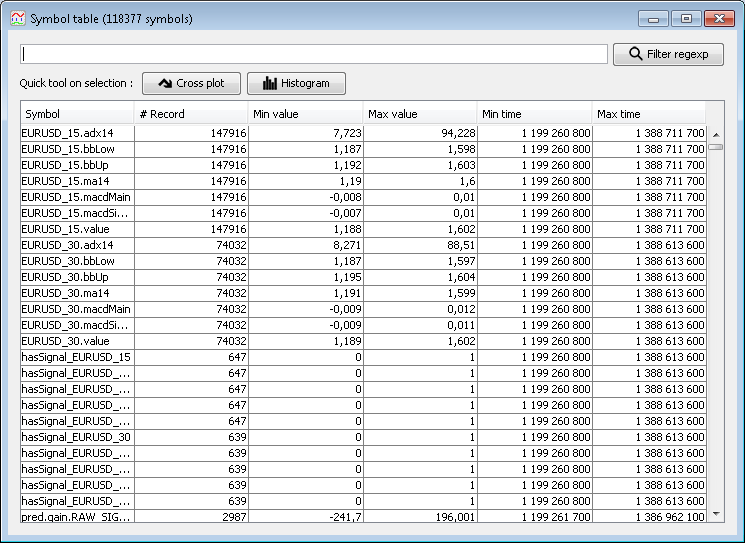 Symbol table (118377 symbols)
Filter regexp
Quick tool on selection : Cross plot Histogram
Symbol # Record Min value Max value Min time Max time
EURUSD_15.adx14 147916 7,723 94,228 1 199 260 800 1 388 711 700
EURUSD_15.bbLow 147916 1,187 1,598 1 199 260 800 1 388 711 700
EURUSD_15.bbUp 147916 1,192 1,603 1 199 260 800 1 388 711 700
EURUSD_15.ma14 147916 1,19 1,6 1 199 260 800 1 388 711 700
EURUSD_15.macdMain 147916 -0,008 0,01 1 199 260 800 1 388 711 700
EURUSD_15.macdSi... 147916 -0,007 0,01 1 199 260 800 1 388 711 700
EURUSD_15.value 147916 1,188 1,602 1 199 260 800 1 388 711 700
EURUSD_30.adx14 74032 8,271 88,51 1 199 260 800 1 388 613 600
EURUSD_30.bbLow 74032 1,187 1,597 1 199 260 800 1 388 613 600
EURUSD_30.bbUp 74032 1,195 1,604 1 199 260 800 1 388 613 600
EURUSD_30.ma14 74032 1,191 1,599 1 199 260 800 1 388 613 600
EURUSD_30.macdMain 74032 -0,009 0,012 1 199 260 800 1 388 613 600
EURUSD_30.macdSi... 74032 -0,009 0,011 1 199 260 800 1 388 613 600
EURUSD_30.value 74032 1,189 1,602 1 199 260 800 1 388 613 600
hasSignal_EURUSD_15 647 0 1 1 199 260 800 1 388 613 600
hasSignal_EURUSD_... 647 0 1 1 199 260 800 1 388 613 600
hasSignal_EURUSD_... 647 0 1 1 199 260 800 1 388 613 600
hasSignal_EURUSD_... 647 0 1 1 199 260 800 1 388 613 600
hasSignal_EURUSD_... 647 0 1 1 199 260 800 1 388 613 600
hasSignal_EURUSD_30 639 0 1 1 199 260 800 1 388 613 600
hasSignal_EURUSD_... 639 0 1 1 199 260 800 1 388 613 600
hasSignal_EURUSD_... 639 0 1 1 199 260 800 1 388 613 600
hasSignal_EURUSD_... 639 0 1 1 199 260 800 1 388 613 600
hasSignal_EURUSD_... 639 0 1 1 199 260 800 1 388 613 600
pred.gain.RAW_SIG... 2987 -241,7 196,001 1 199 261 700 1 386 962 100